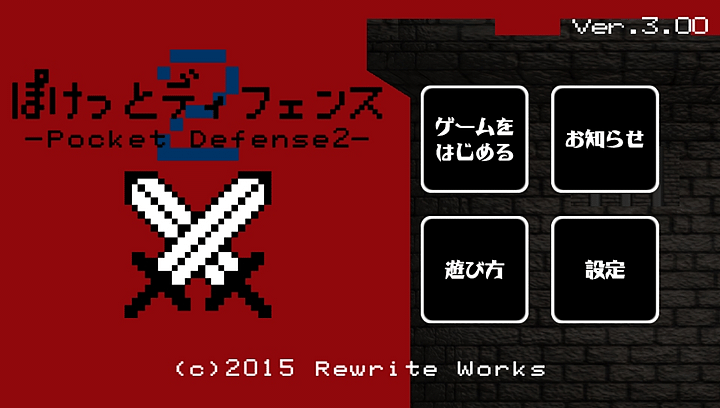 Ver.3.00
ぽけっとディフェンス
2
-Pocket Defense2-
ゲームを
はじめる
お知らせ
遊び方
設定
(c)2015 Rewrite Works